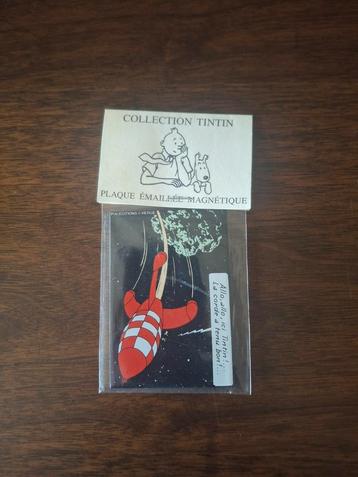 COLLECTION TINTIN
PLAQUE ÉMAILLÉE MAGNÉTIQUE
Allo, allo, ici Tintin!
La corde a tenu bon!...